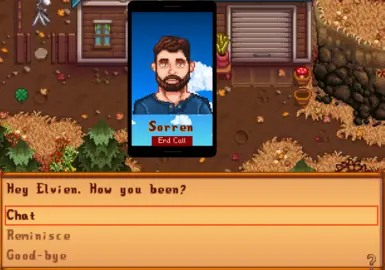 Sorren
End Call
Hey Elvien. How you been?
Chat
Reminisce
Good-bye
?